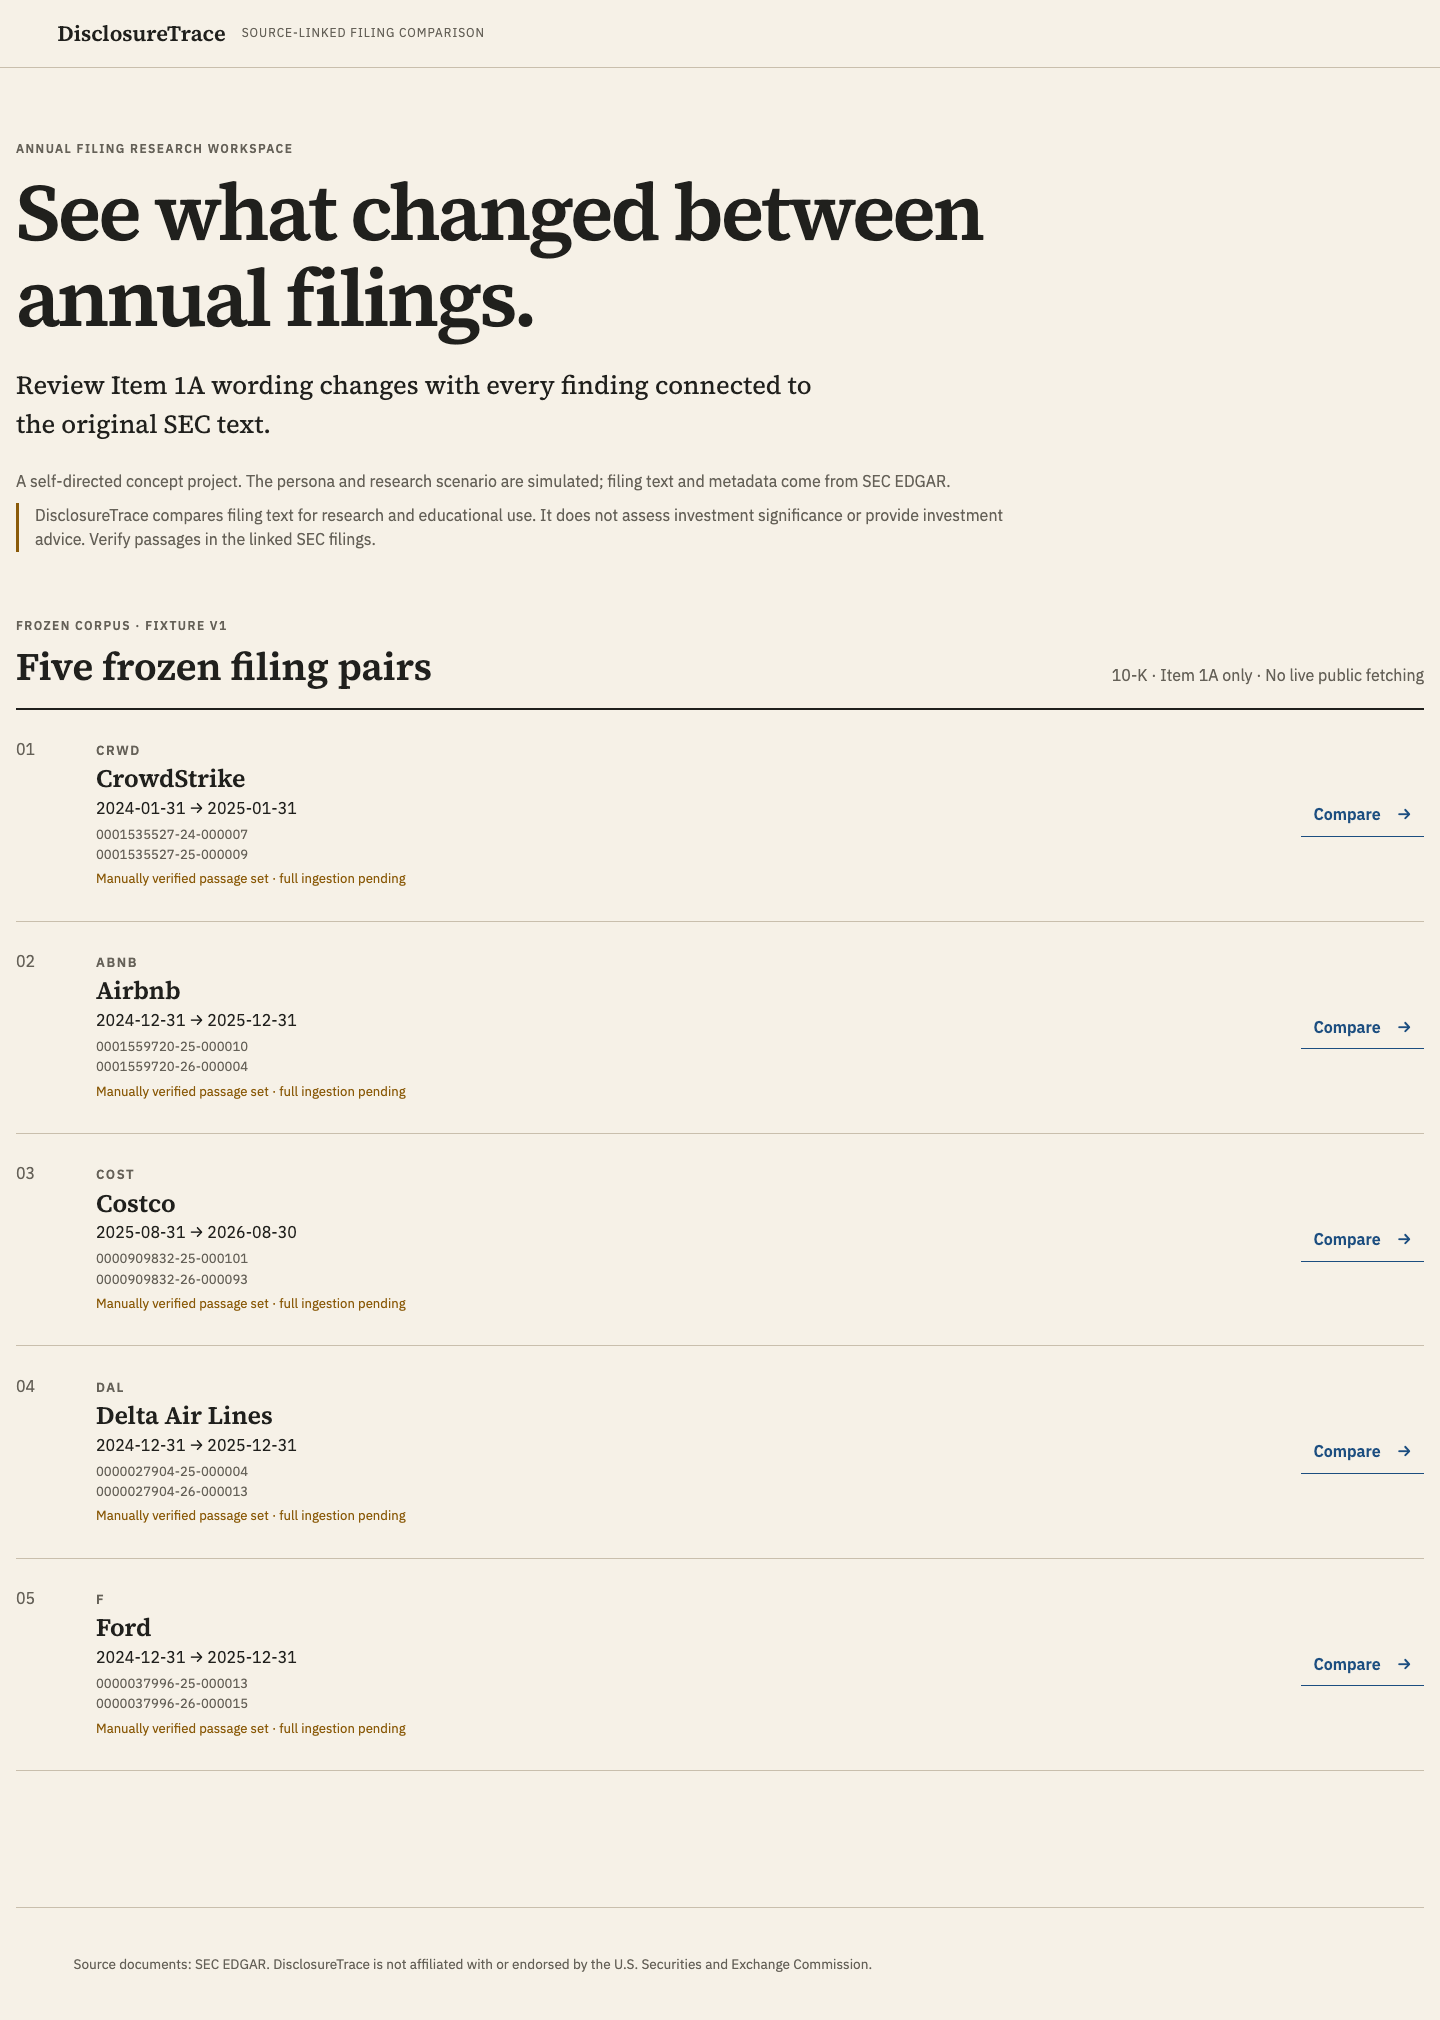 DisclosureTrace SOURCE-LINKED FILING COMPARISON
ANNUAL FILING RESEARCH WORKSPACE
See what changed between
annual filings.
Review Item 1A wording changes with every finding connected to
the original SEC text.
A self-directed concept project. The persona and research scenario are simulated; filing text and metadata come from SEC EDGAR.
DisclosureTrace compares filing text for research and educational use. It does not assess investment significance or provide investment
advice. Verify passages in the linked SEC filings.
FROZEN CORPUS · FIXTURE V1
Five frozen filing pairs
10-K · Item 1A only · No live public fetching
01
CRWD
CrowdStrike
2024-01-31 → 2025-01-31
0001535527-24-000007
0001535527-25-000009
Manually verified passage set · full ingestion pending
Compare →
02
ABNB
Airbnb
2024-12-31 → 2025-12-31
0001559720-25-000010
0001559720-26-000004
Manually verified passage set · full ingestion pending
Compare →
03
COST
Costco
2025-08-31 → 2026-08-30
0000909832-25-000101
0000909832-26-000093
Manually verified passage set · full ingestion pending
Compare →
04
DAL
Delta Air Lines
2024-12-31 → 2025-12-31
0000027904-25-000004
0000027904-26-000013
Manually verified passage set · full ingestion pending
Compare →
05
F
Ford
2024-12-31 → 2025-12-31
0000037996-25-000013
0000037996-26-000015
Manually verified passage set · full ingestion pending
Compare →
Source documents: SEC EDGAR. DisclosureTrace is not affiliated with or endorsed by the U.S. Securities and Exchange Commission.